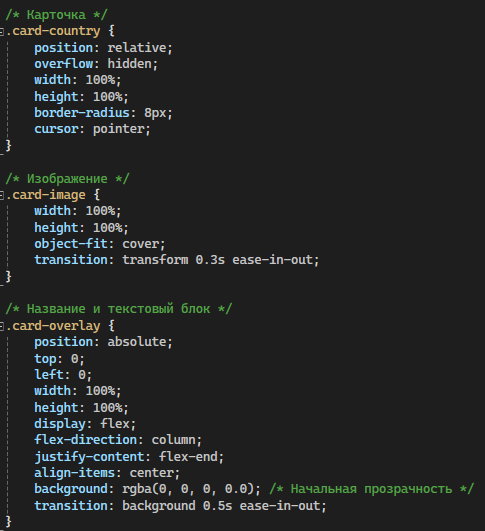 /* Карточка */
.card-country {
position: relative;
overflow: hidden;
width: 100%;
height: 100%;
border-radius: 8px;
cursor: pointer;
}
/* Изображение */
.card-image {
width: 100%;
height: 100%;
object-fit: cover;
transition: transform 0.3s ease-in-out;
}
/* Название и текстовый блок */
.card-overlay {
position: absolute;
top: 0;
left: 0;
width: 100%;
height: 100%;
display: flex;
flex-direction: column;
justify-content: flex-end;
align-items: center;
background: rgba(0, 0, 0, 0.0); /* Начальная прозрачность */
transition: background 0.5s ease-in-out;
}